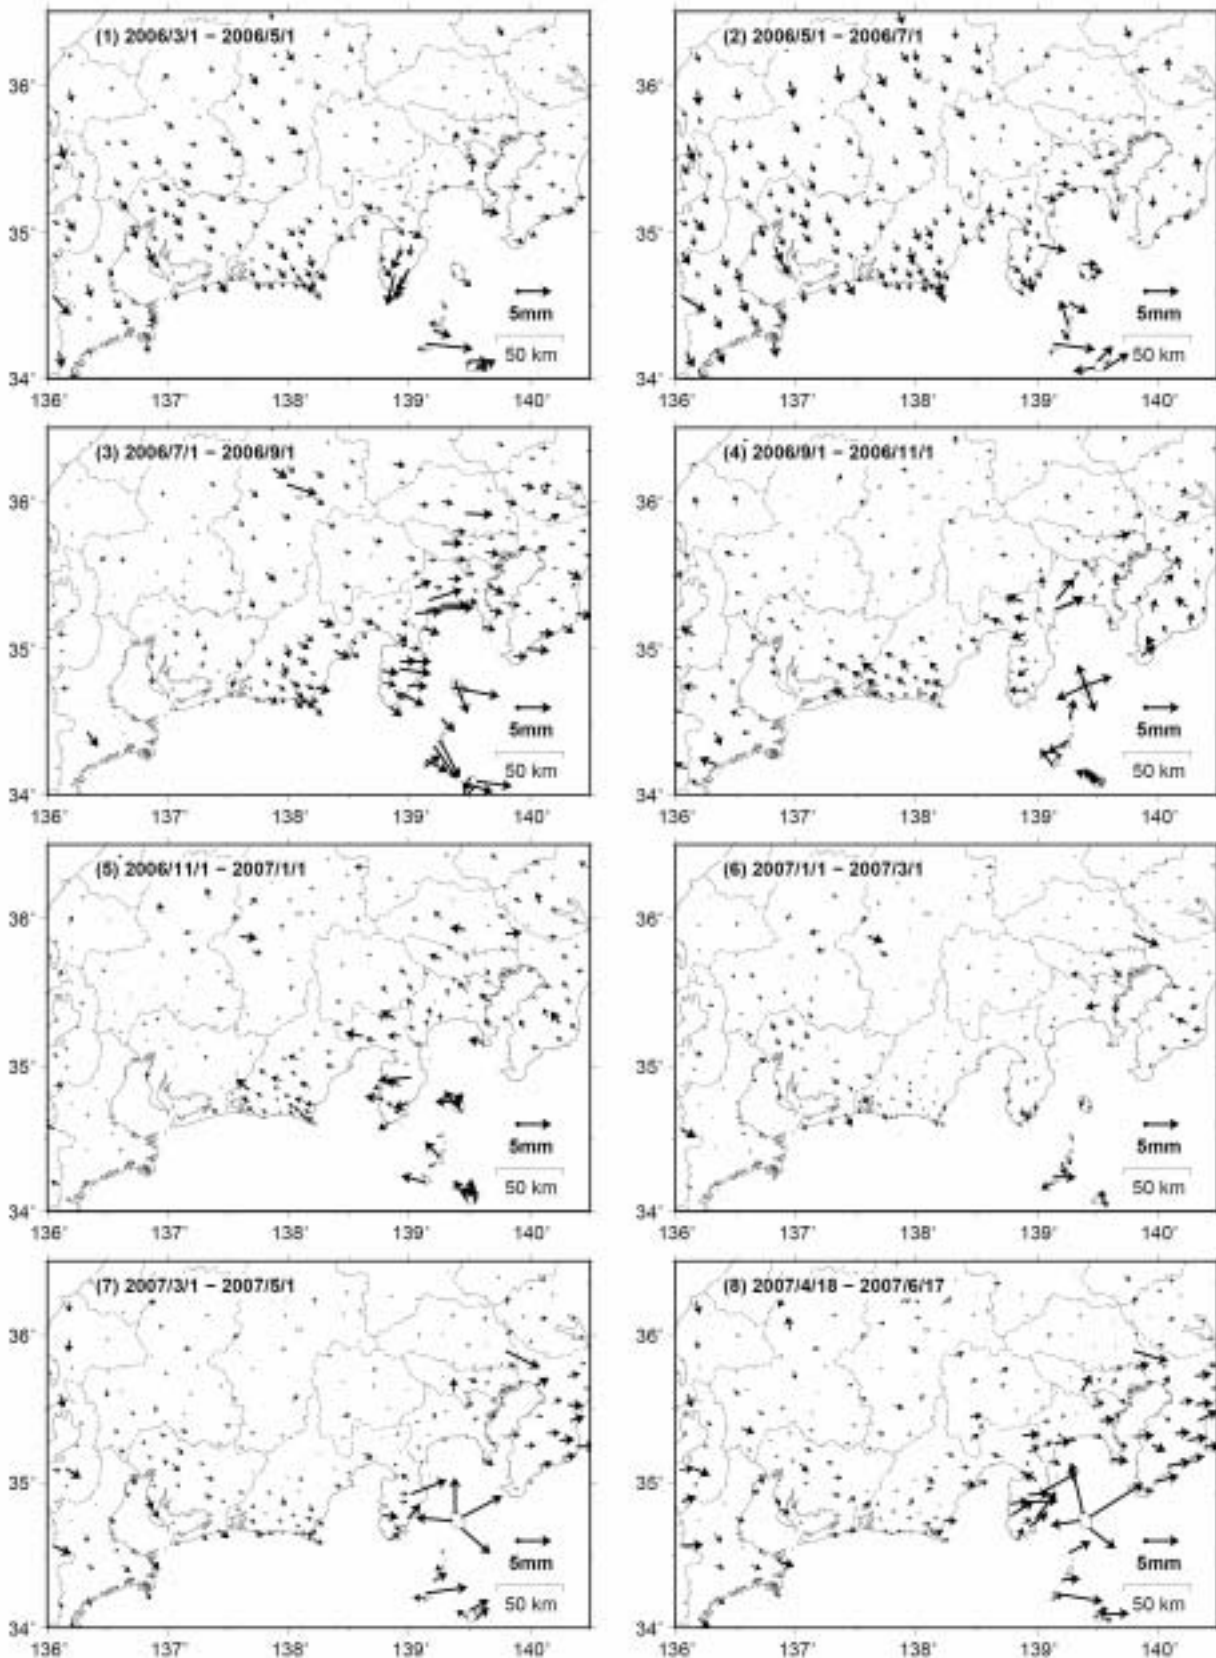 (1) 2006/3/1 − 2006/5/1
(2) 2006/5/1 − 2006/7/1
36˚
36˚
35˚
35˚
5mm
5mm
50 km
50 km
34˚
34˚
136˚ 137˚ 138˚ 139˚ 140˚
136˚ 137˚ 138˚ 139˚ 140˚
(3) 2006/7/1 − 2006/9/1
(4) 2006/9/1 − 2006/11/1
36˚
36˚
35˚
35˚
5mm
5mm
50 km
50 km
34˚
34˚
136˚ 137˚ 138˚ 139˚ 140˚
136˚ 137˚ 138˚ 139˚ 140˚
(5) 2006/11/1 − 2007/1/1
(6) 2007/1/1 − 2007/3/1
36˚
36˚
35˚
35˚
5mm
5mm
50 km
50 km
34˚
34˚
136˚ 137˚ 138˚ 139˚ 140˚
136˚ 137˚ 138˚ 139˚ 140˚
(7) 2007/3/1 − 2007/5/1
(8) 2007/4/18 − 2007/6/17
36˚
36˚
35˚
35˚
5mm
5mm
50 km
50 km
34˚
34˚
136˚ 137˚ 138˚ 139˚ 140˚
136˚ 137˚ 138˚ 139˚ 140˚